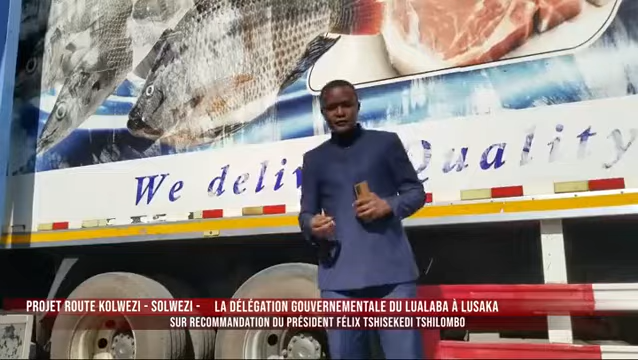 We deliver quality
PROJET ROUTE KOLWEZI - SOLWEZI - LA DÉLÉGATION GOUVERNEMENTALE DU LUALABA À LUSAKA
SUR RECOMMANDATION DU PRÉSIDENT FÉLIX TSHISEKEDI TSHILOMBO